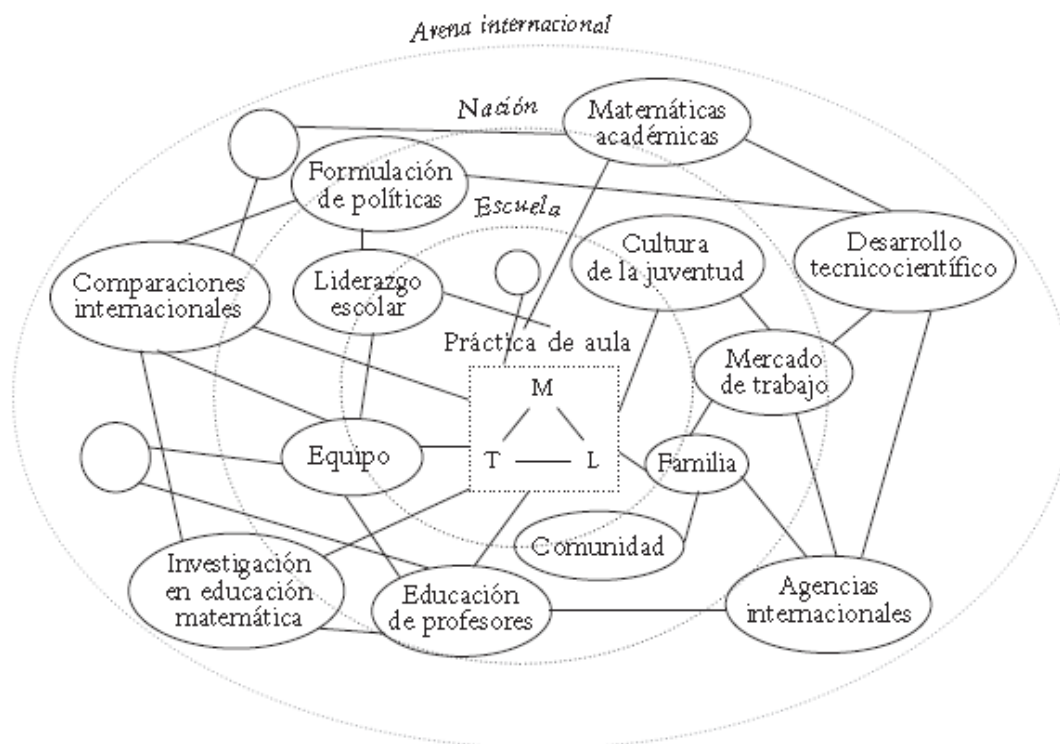 Arena internacional
Nación
Matemáticas
académicas
Formulación
de políticas
Escuela
Cultura
de la juventud
Desarrollo
tecnicocientífico
Comparaciones
internacionales
Liderazgo
escolar
Práctica de aula
Mercado
de trabajo
M
T
L
Equipo
Familia
Comunidad
Investigación
en educación
matemática
Educación
de profesores
Agencias
internacionales